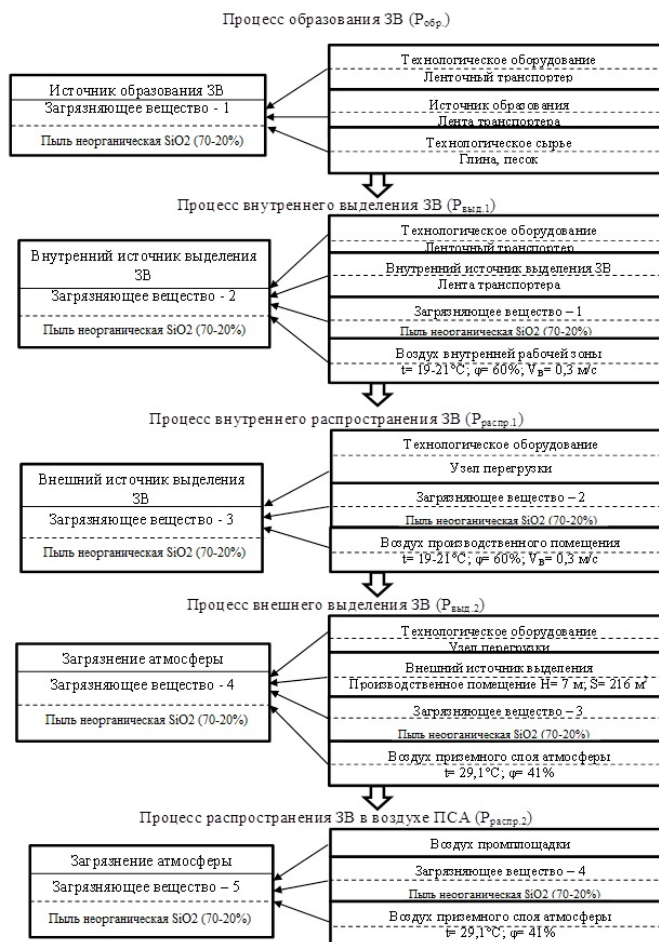 Процесс образования ЗВ (Pобр.)
Источник образования ЗВ
Загрязняющее вещество - 1
Пыль неорганическая SiO2 (70-20%)
Технологическое оборудование
Ленточный транспортер
Источник образования
Лента транспортера
Технологическое сырье
Глина, песок
Процесс внутреннего выделения ЗВ (Pвыд.1)
Внутренний источник выделения
ЗВ
Загрязняющее вещество - 2
Пыль неорганическая SiO2 (70-20%)
Технологическое оборудование
Ленточный транспортер
Внутренний источник выделения ЗВ
Лента транспортера
Загрязняющее вещество – 1
Пыль неорганическая SiO2 (70-20%)
Воздух внутренней рабочей зоны
t= 19-21°C; φ= 60%; VВ= 0,3 м/с
Процесс внутреннего распространения ЗВ (Pраспр.1)
Внешний источник выделения
ЗВ
Загрязняющее вещество - 3
Пыль неорганическая SiO2 (70-20%)
Технологическое оборудование
Узел перегрузки
Загрязняющее вещество – 2
Пыль неорганическая SiO2 (70-20%)
Воздух производственного помещения
t= 19-21°C; φ= 60%; VВ= 0,3 м/с
Процесс внешнего выделения ЗВ (Pвыд.2)
Загрязнение атмосферы
Загрязняющее вещество - 4
Пыль неорганическая SiO2 (70-20%)
Технологическое оборудование
Узел перегрузки
Внешний источник выделения
Производственное помещение H= 7 м; S= 216 м²
Загрязняющее вещество – 3
Пыль неорганическая SiO2 (70-20%)
Воздух приземного слоя атмосферы
t= 29,1°C; φ= 41%
Процесс распространения ЗВ в воздухе ПСА (Pраспр.2)
Загрязнение атмосферы
Загрязняющее вещество – 5
Пыль неорганическая SiO2 (70-20%)
Воздух промплощадки
Загрязняющее вещество – 4
Пыль неорганическая SiO2 (70-20%)
Воздух приземного слоя атмосферы
t= 29,1°C; φ= 41%